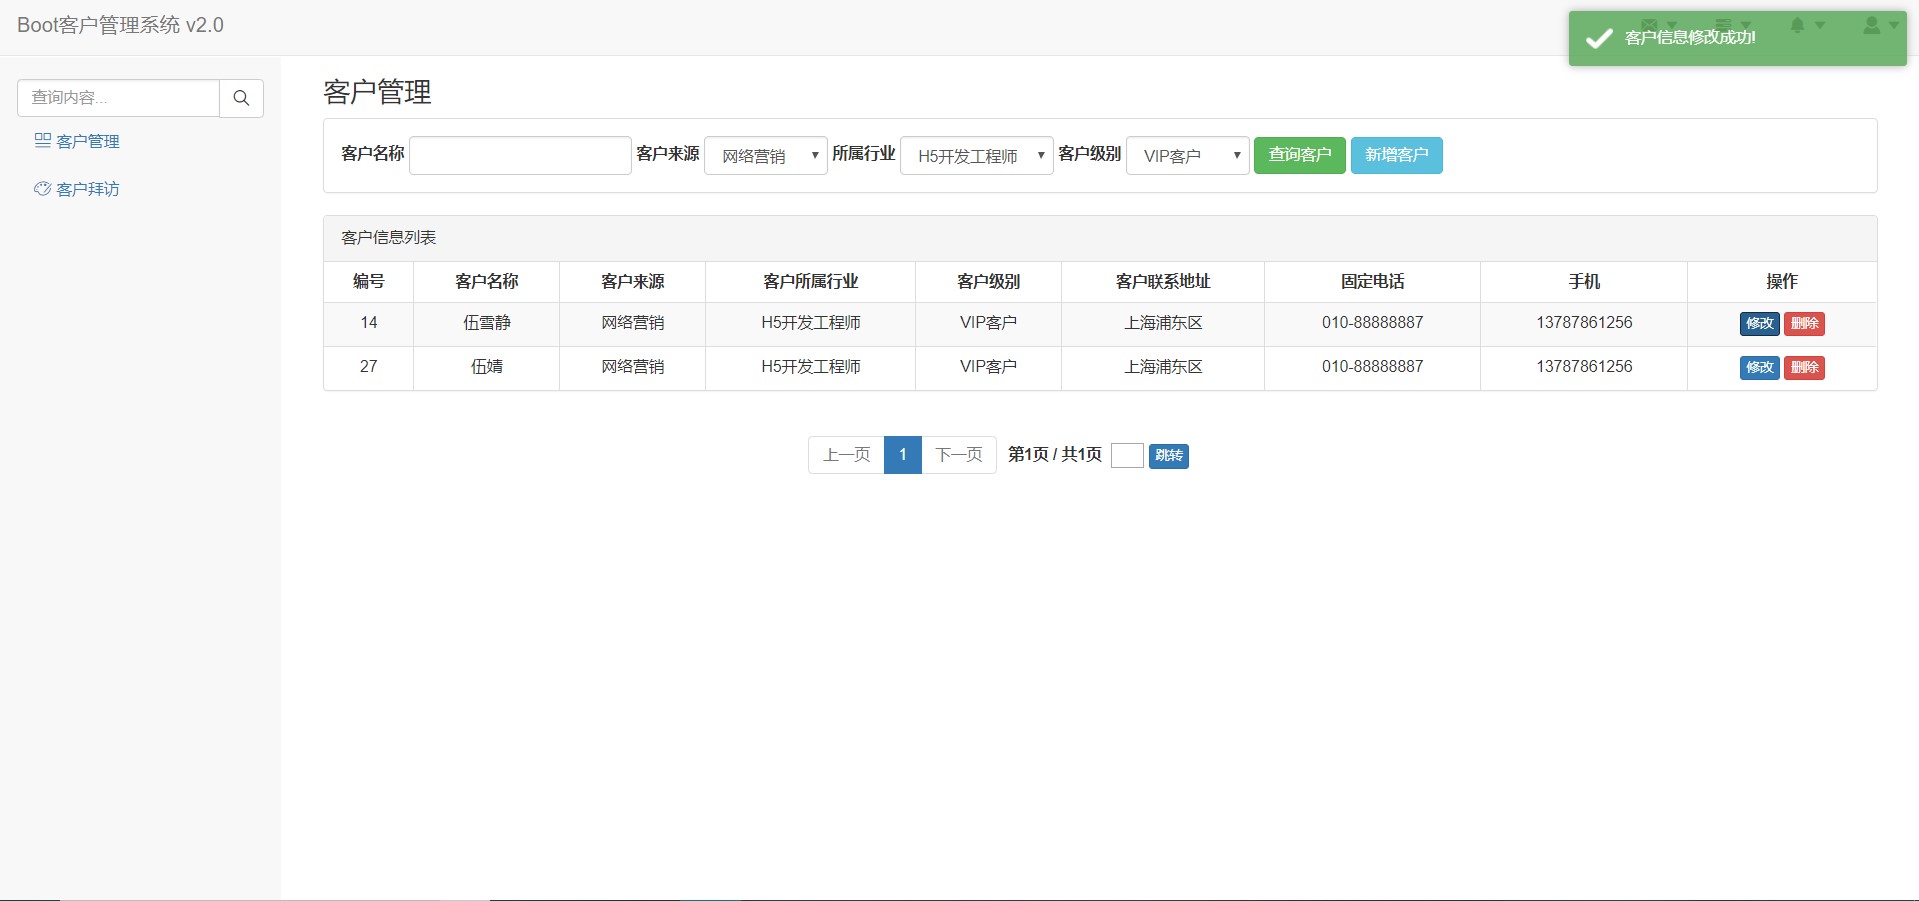 Boot客户管理系统 v2.0
客户信息修改成功!
查询内容...
客户管理
客户拜访
客户管理
客户名称 客户来源 网络营销 所属行业 H5开发工程师 客户级别 VIP客户 查询客户 新增客户
客户信息列表
编号 客户名称 客户来源 客户所属行业 客户级别 客户联系地址 固定电话 手机 操作
14 伍雪静 网络营销 H5开发工程师 VIP客户 上海浦东区 010-88888887 13787861256 修改 删除
27 伍婧 网络营销 H5开发工程师 VIP客户 上海浦东区 010-88888887 13787861256 修改 删除
上一页 1 下一页 第1页 / 共1页 跳转